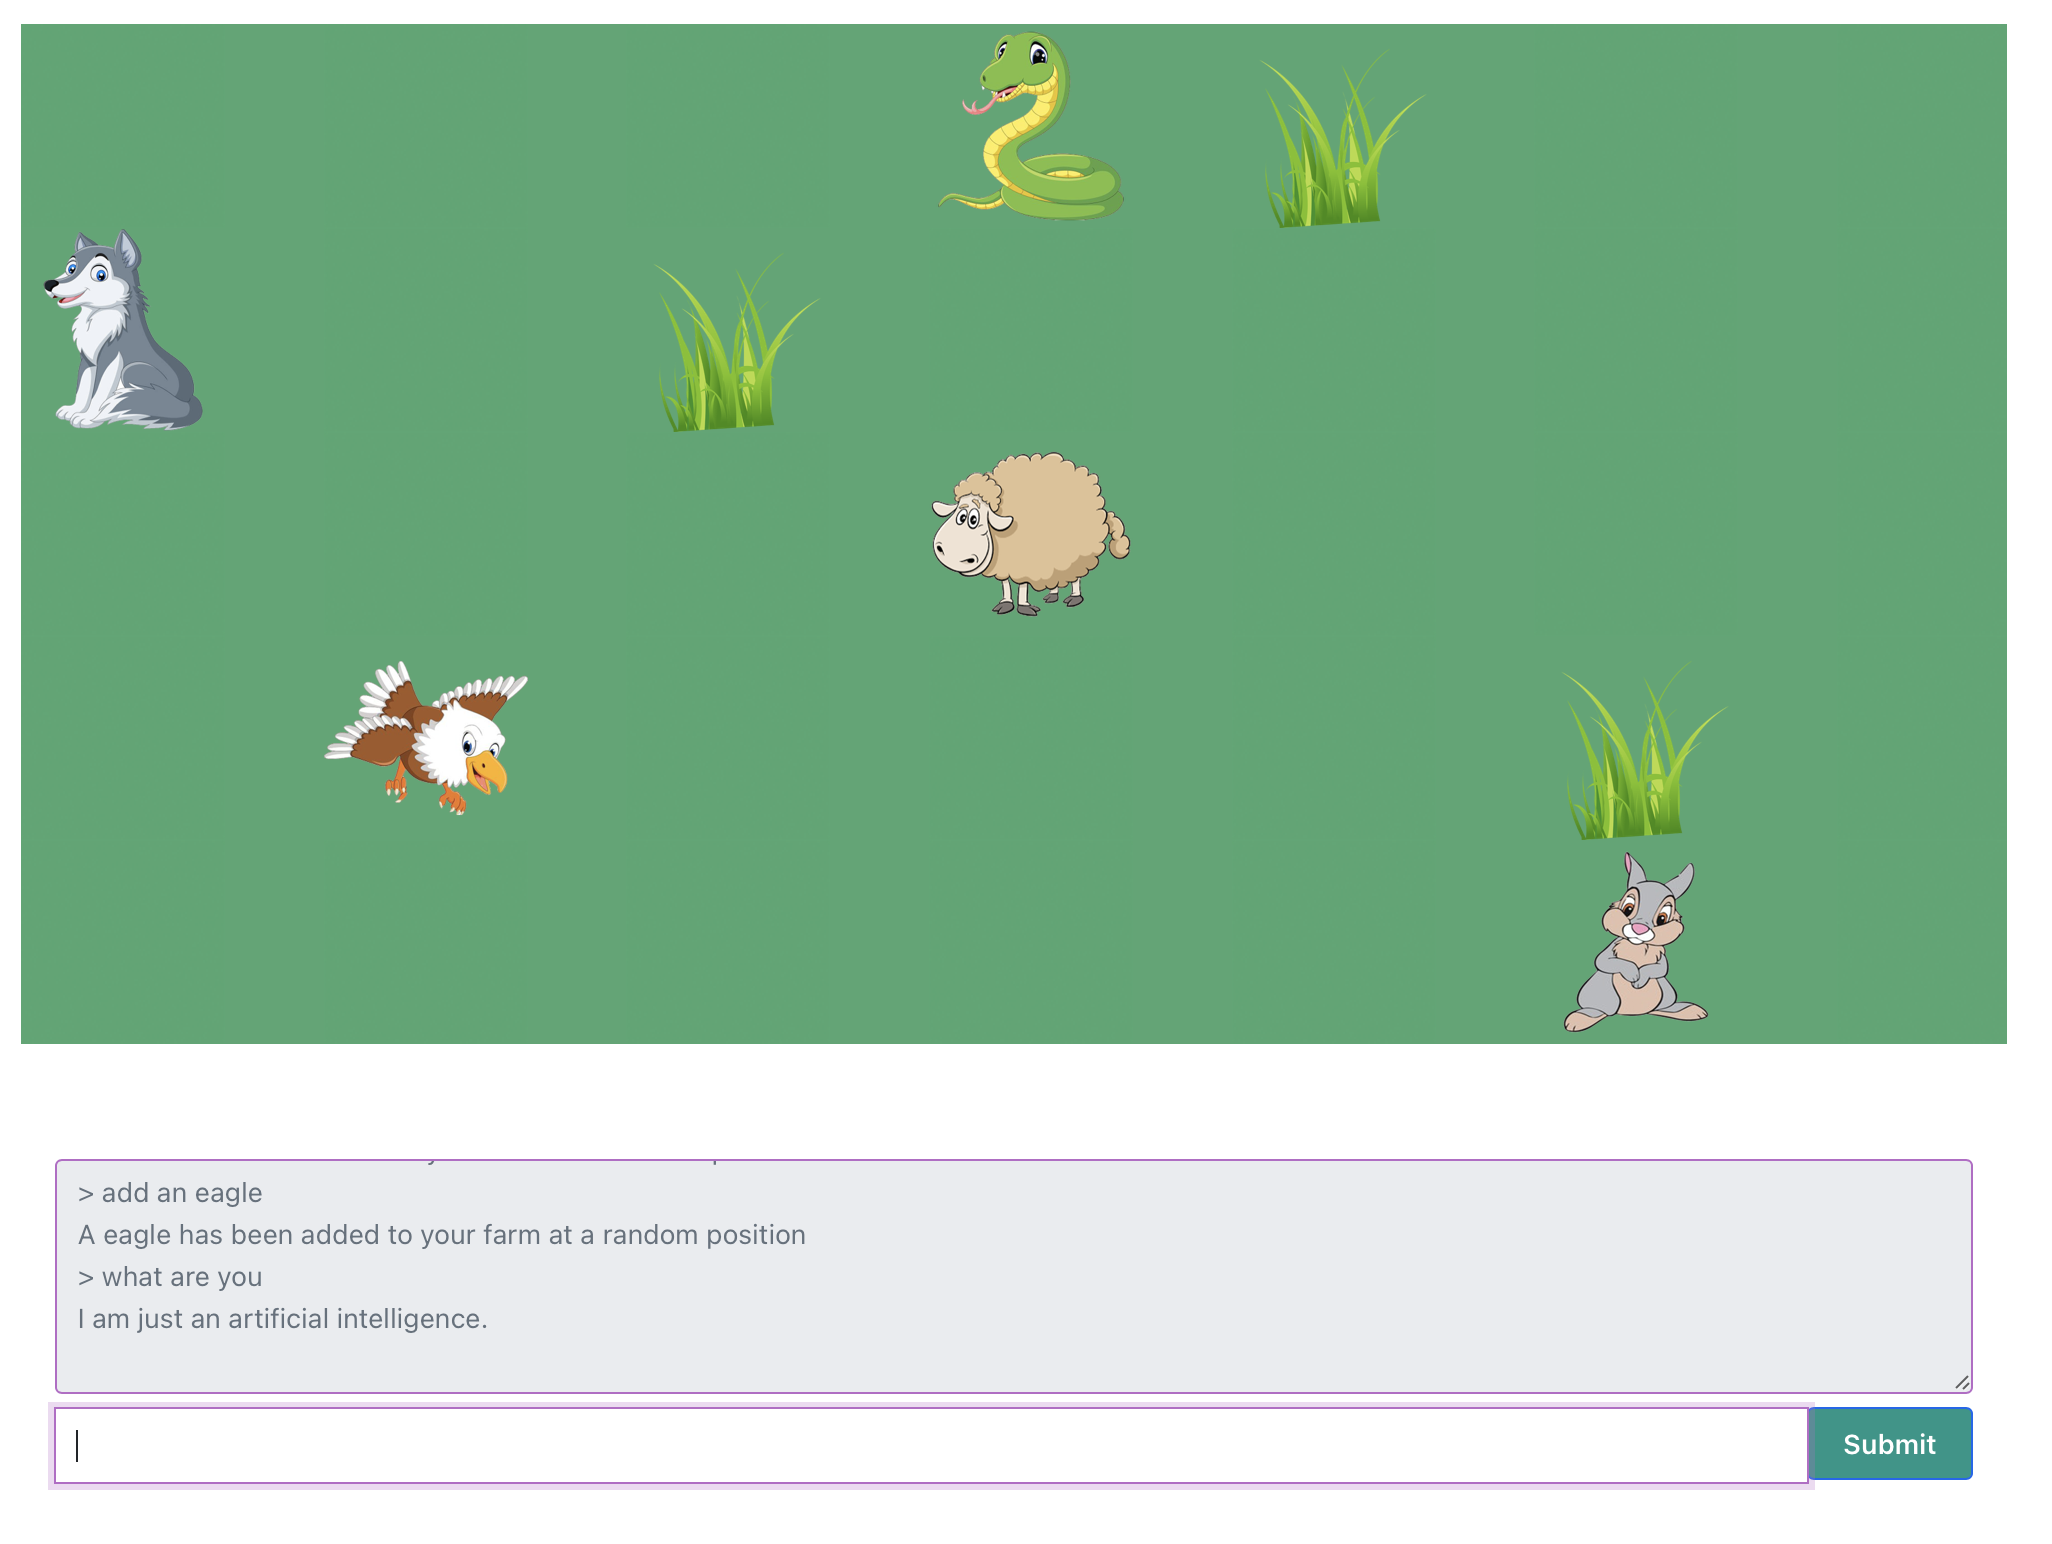 > add an eagle
A eagle has been added to your farm at a random position
> what are you
I am just an artificial intelligence.
Submit